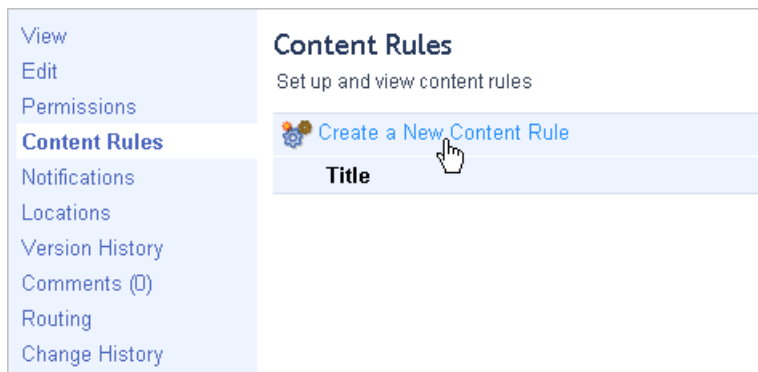 View
Edit
Permissions
Content Rules
Notifications
Locations
Version History
Comments (0)
Routing
Change History
Content Rules
Set up and view content rules
Create a New Content Rule
Title